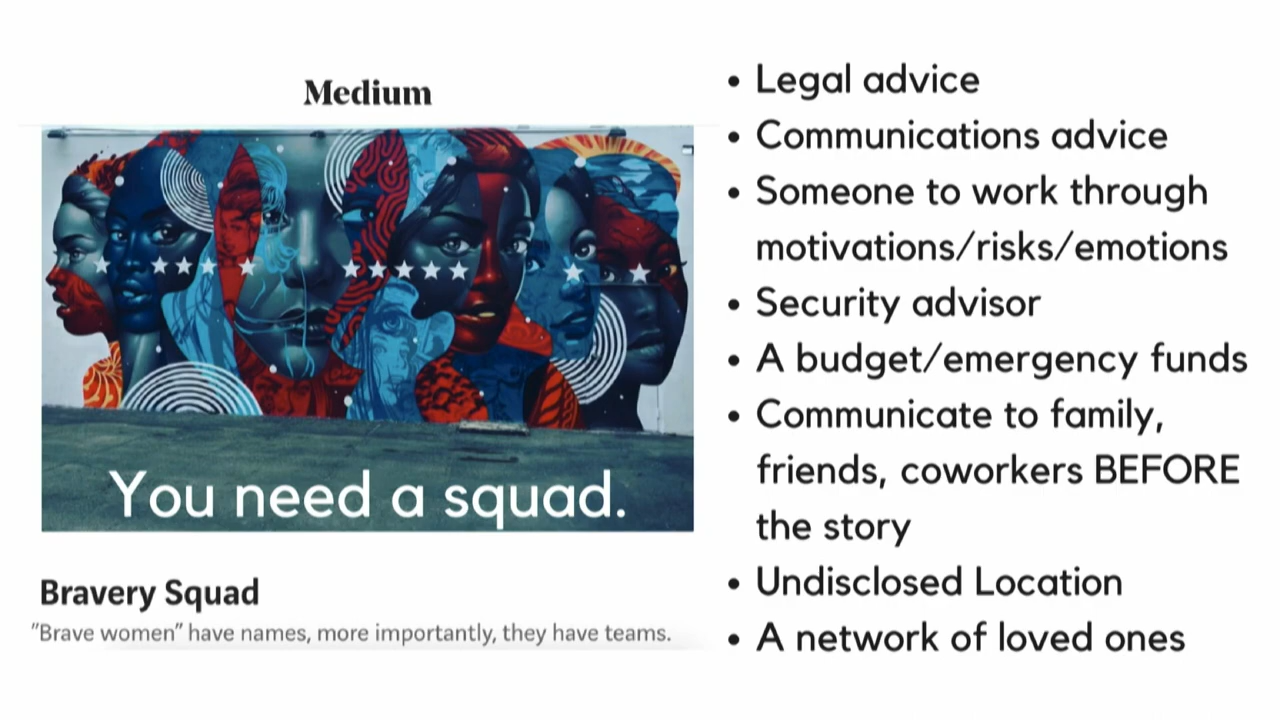 Medium
You need a squad.
Bravery Squad
"Brave women" have names, more importantly, they have teams.
• Legal advice
• Communications advice
• Someone to work through
motivations/risks/emotions
• Security advisor
• A budget/emergency funds
• Communicate to family,
friends, coworkers BEFORE
the story
• Undisclosed Location
• A network of loved ones